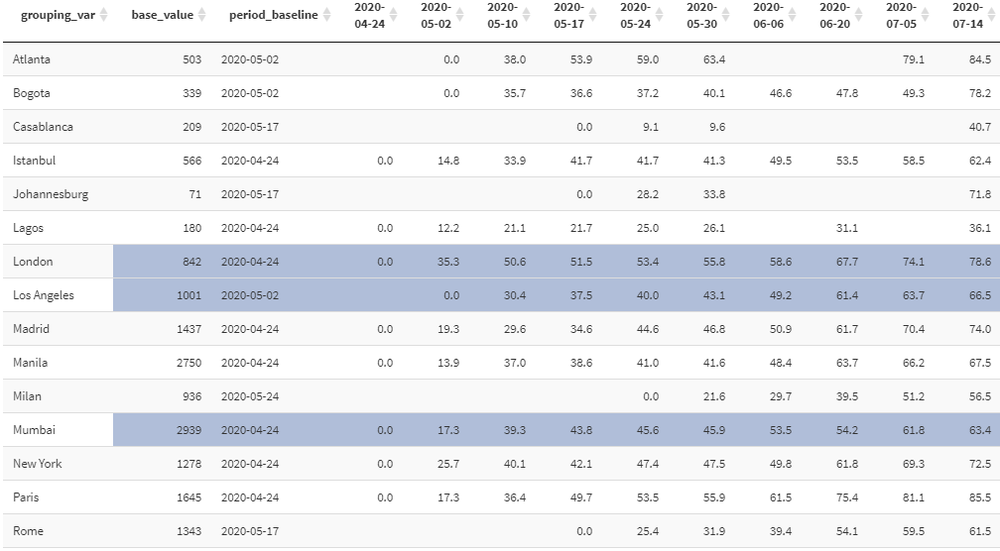 grouping_var base_value period_baseline 2020-04-24 2020-05-02 2020-05-10 2020-05-17 2020-05-24 2020-05-30 2020-06-06 2020-06-20 2020-07-05 2020-07-14
Atlanta 503 2020-05-02 0.0 38.0 53.9 59.0 63.4 79.1 84.5
Bogota 339 2020-05-02 0.0 35.7 36.6 37.2 40.1 46.6 47.8 49.3 78.2
Casablanca 209 2020-05-17 0.0 9.1 9.6 40.7
Istanbul 566 2020-04-24 0.0 14.8 33.9 41.7 41.7 41.3 49.5 53.5 58.5 62.4
Johannesburg 71 2020-05-17 0.0 28.2 33.8 71.8
Lagos 180 2020-04-24 0.0 12.2 21.1 21.7 25.0 26.1 31.1 36.1
London 842 2020-04-24 0.0 35.3 50.6 51.5 53.4 55.8 58.6 67.7 74.1 78.6
Los Angeles 1001 2020-05-02 0.0 30.4 37.5 40.0 43.1 49.2 61.4 63.7 66.5
Madrid 1437 2020-04-24 0.0 19.3 29.6 34.6 44.6 46.8 50.9 61.7 70.4 74.0
Manila 2750 2020-04-24 0.0 13.9 37.0 38.6 41.0 41.6 48.4 63.7 66.2 67.5
Milan 936 2020-05-24 0.0 21.6 29.7 39.5 51.2 56.5
Mumbai 2939 2020-04-24 0.0 17.3 39.3 43.8 45.6 45.9 53.5 54.2 61.8 63.4
New York 1278 2020-04-24 0.0 25.7 40.1 42.1 47.4 47.5 49.8 61.8 69.3 72.5
Paris 1645 2020-04-24 0.0 17.3 36.4 49.7 53.5 55.9 61.5 75.4 81.1 85.5
Rome 1343 2020-05-17 0.0 25.4 31.9 39.4 54.1 59.5 61.5